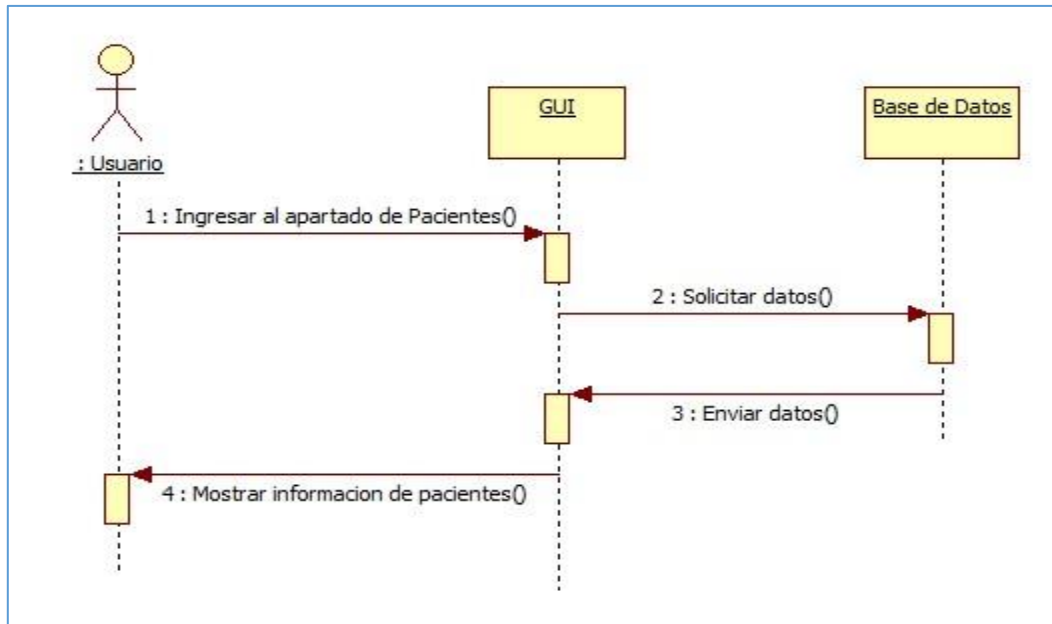 GUI
Base de Datos
: Usuario
1 : Ingresar al apartado de Pacientes()
2 : Solicitar datos()
3 : Enviar datos()
4 : Mostrar informacion de pacientes()